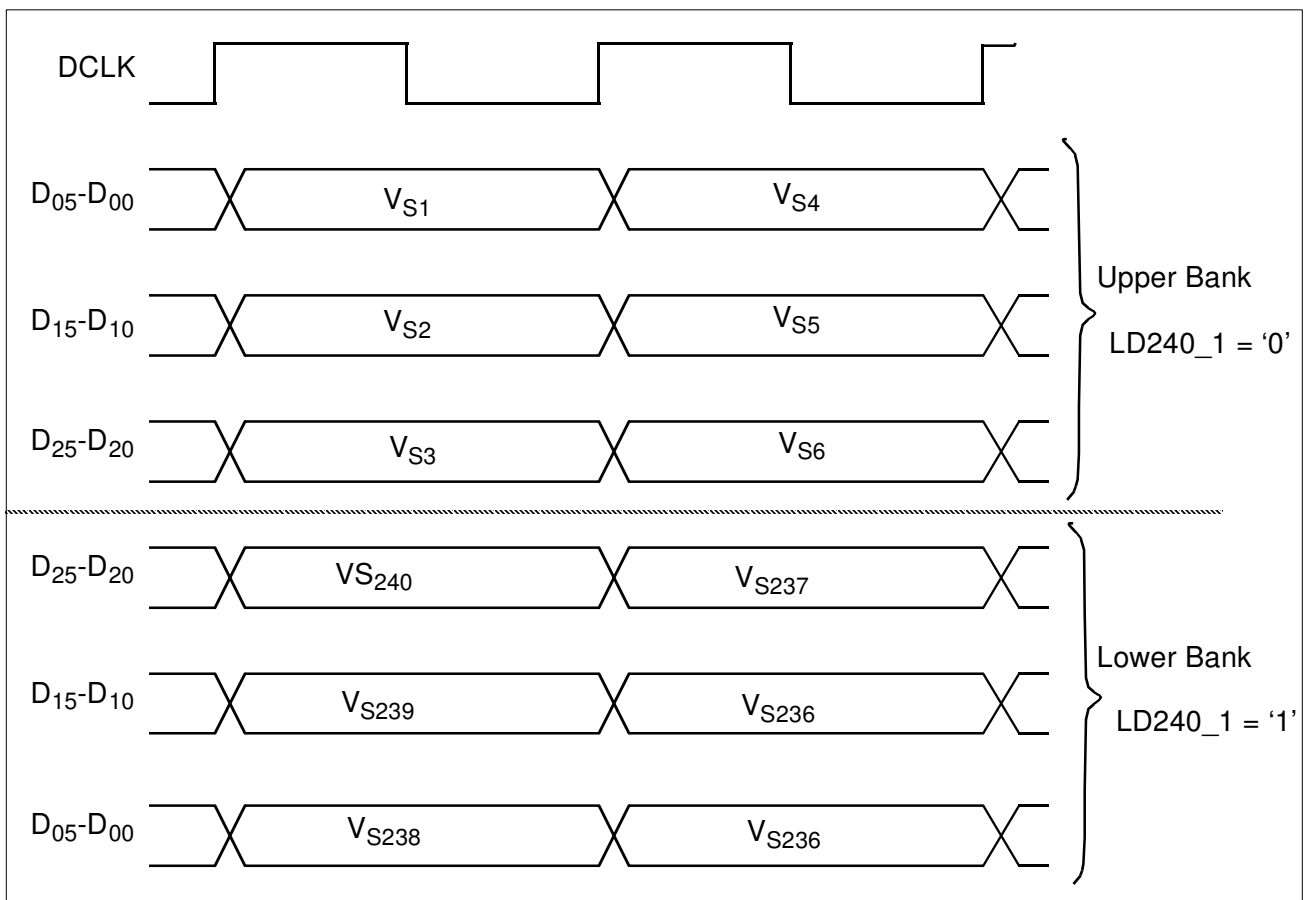 DCLK
D05-D00 VS1 VS4
D15-D10 VS2 VS5
D25-D20 VS3 VS6
Upper Bank
LD240_1 = ‘0’
D25-D20 VS240 VS237
D15-D10 VS239 VS236
D05-D00 VS238 VS236
Lower Bank
LD240_1 = ‘1’